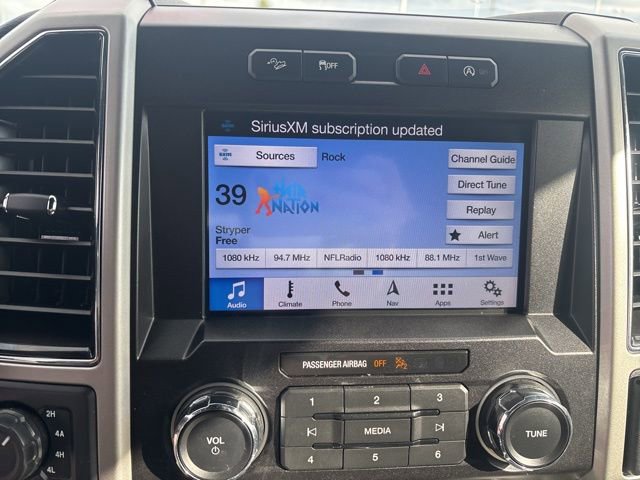 OFF
SiriusXM subscription updated
sxm Sources Rock Channel Guide
39 HAIR NATION Direct Tune
Replay
Stryper Alert
Free
1080 kHz 94.7 MHz NFLRadio 1080 kHz 88.1 MHz 1st Wave
Audio Climate Phone Nav Apps Settings
PASSENGER AIRBAG OFF
1 2 3
VOL MEDIA TUNE
4 5 6
2H
4A
4H
4L